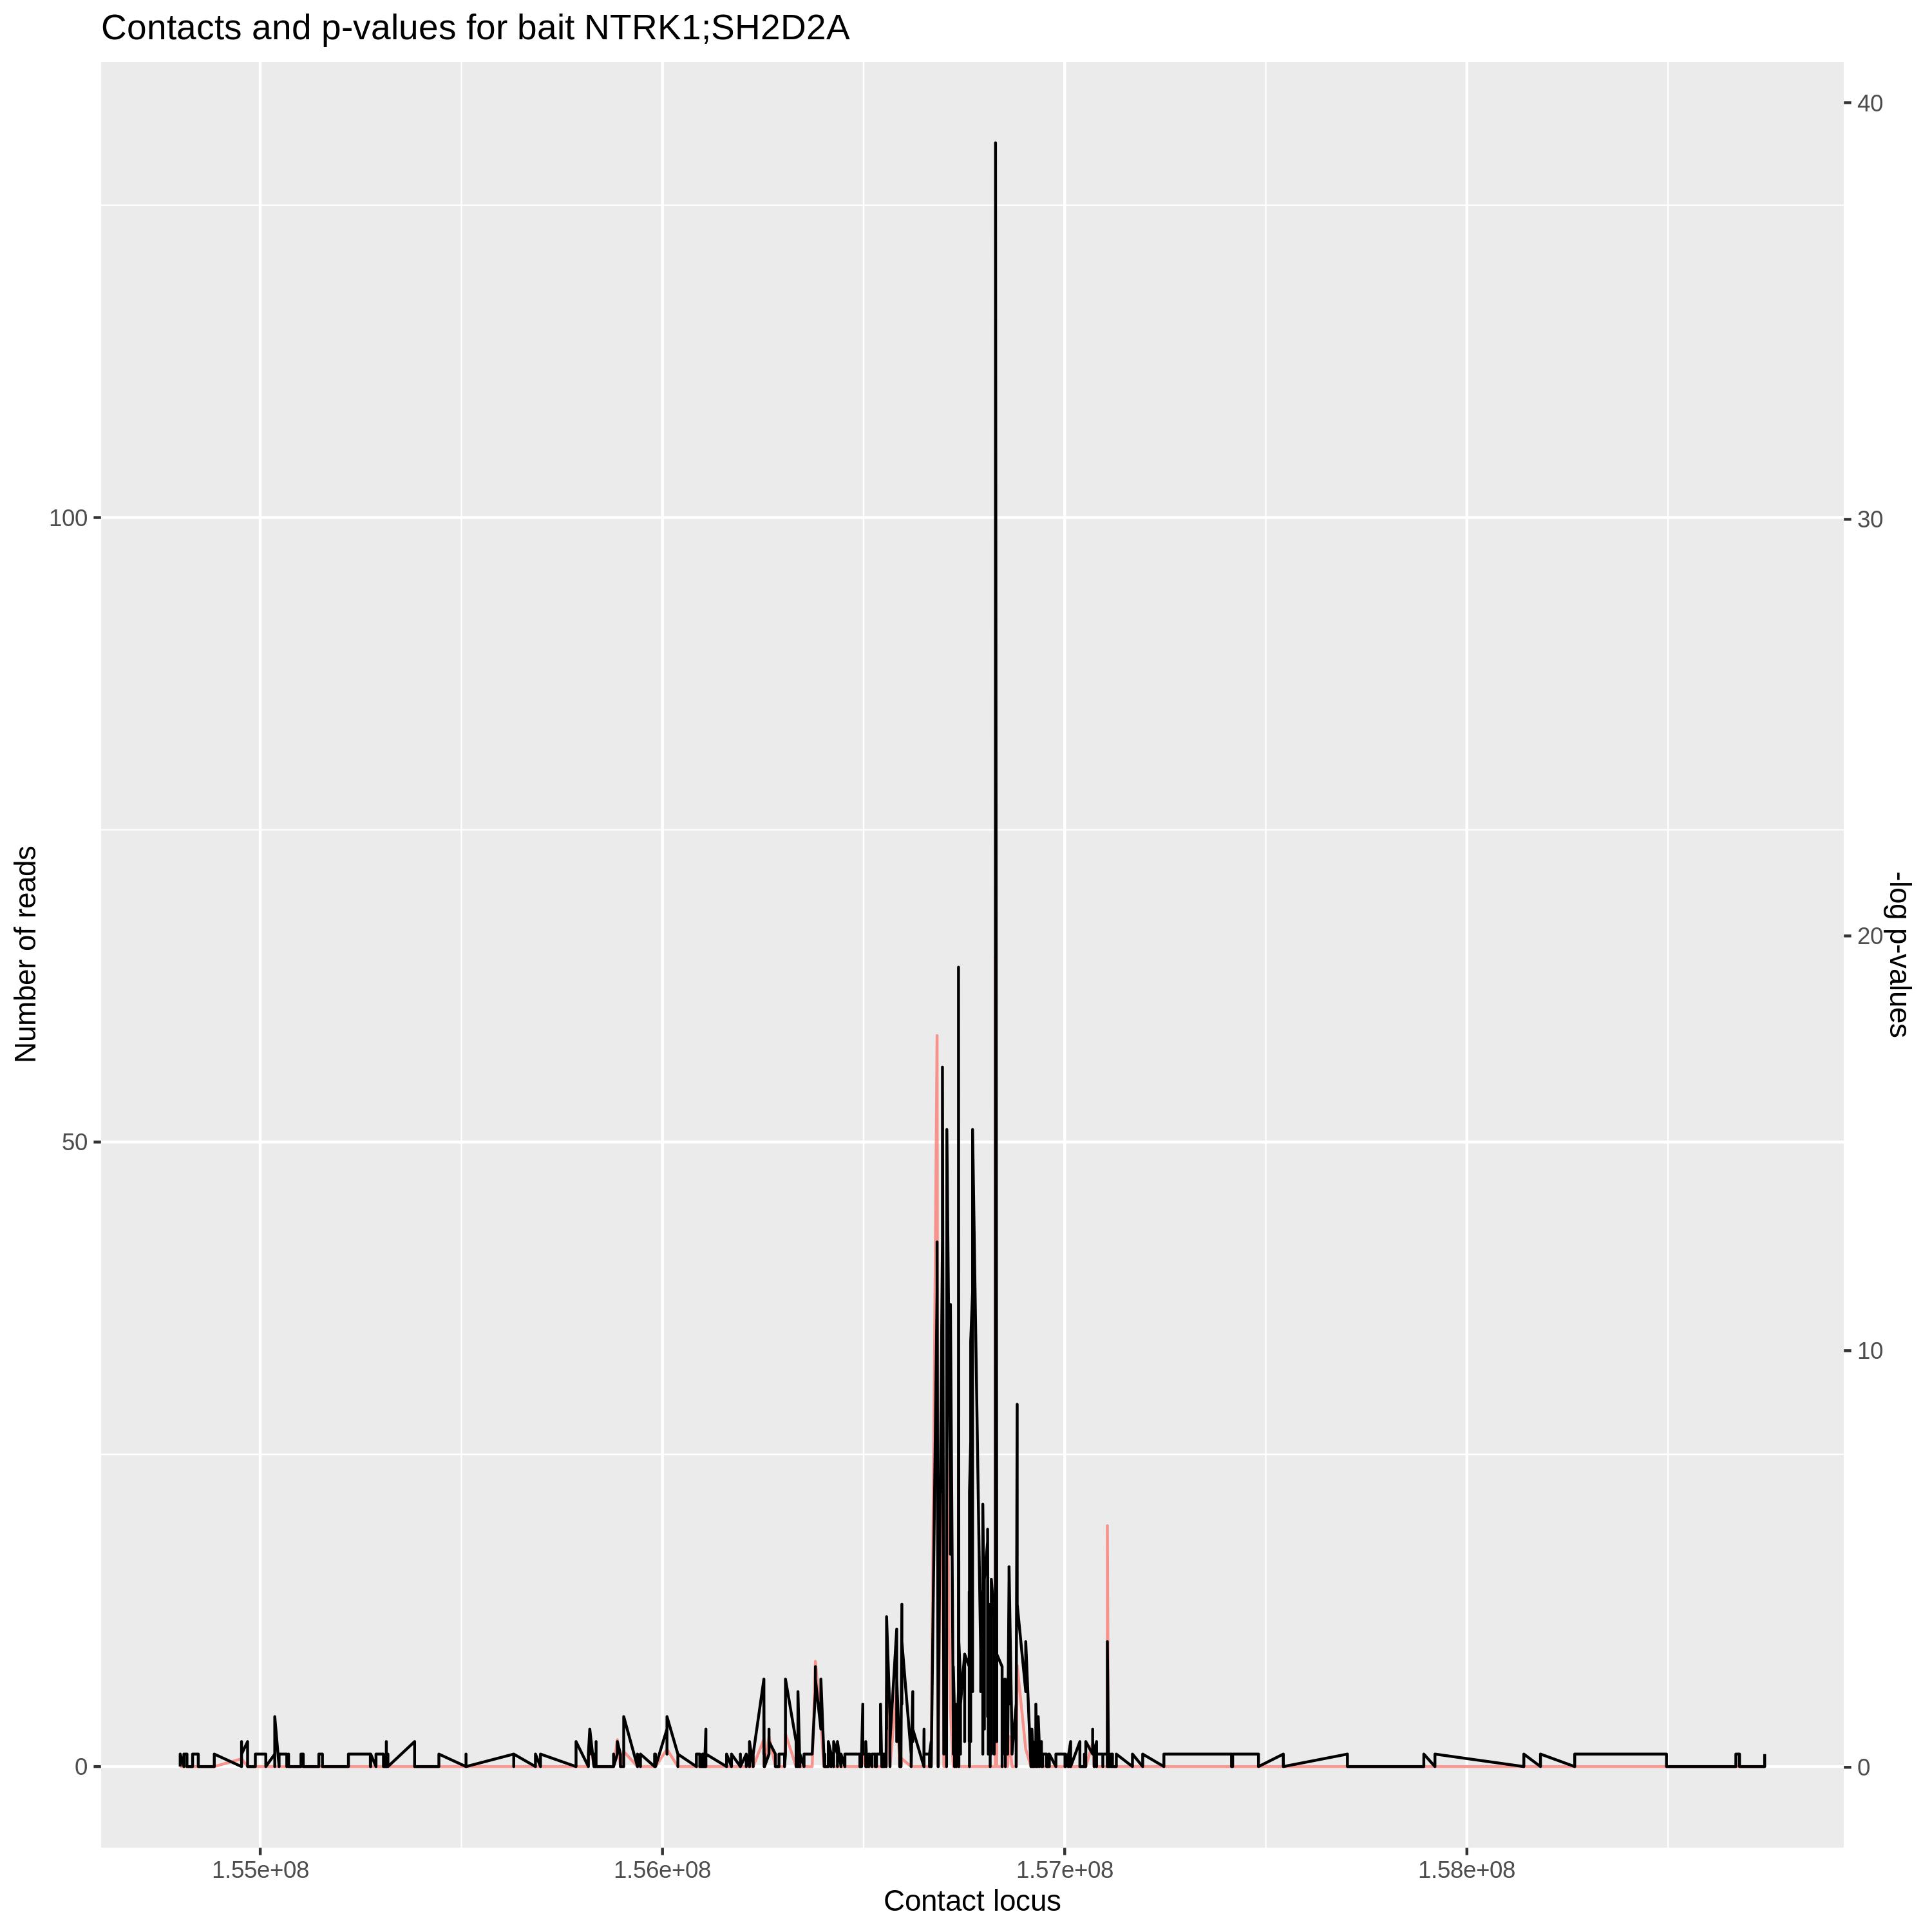 Contacts and p-values for bait NTRK1;SH2D2A
40
100
30
Number of reads
20
-log p-values
50
10
0
0
1.55e+08
1.56e+08
1.57e+08
1.58e+08
Contact locus